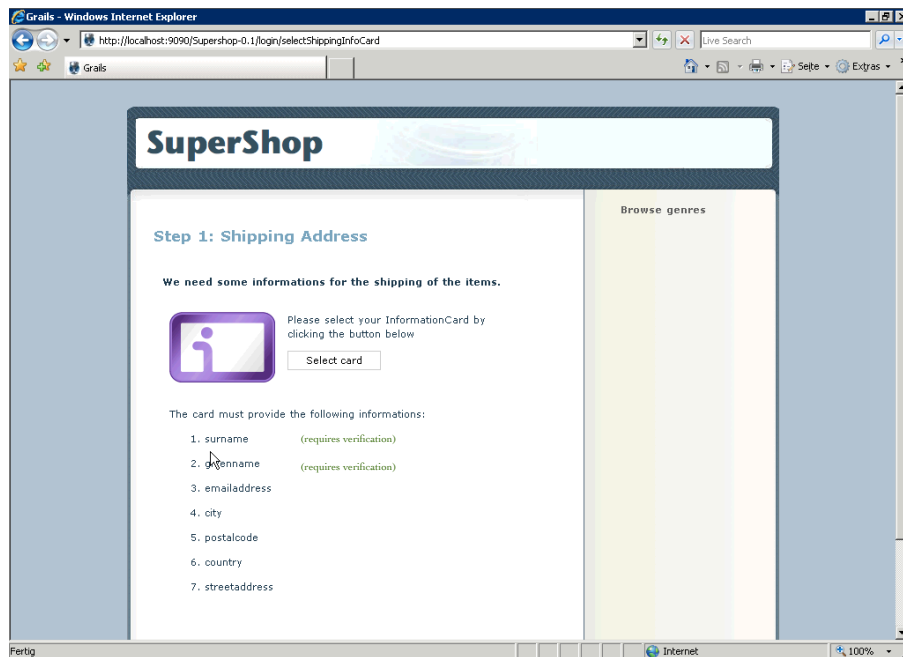 Grails - Windows Internet Explorer
http://localhost:9090/Supershop-0.1/login/selectShippingInfoCard
Live Search
Grails
Seite
Extras
SuperShop
Browse genres
Step 1: Shipping Address
We need some informations for the shipping of the items.
Please select your InformationCard by
clicking the button below
Select card
The card must provide the following informations:
1. surname (requires verification)
2. givenname (requires verification)
3. emailaddress
4. city
5. postalcode
6. country
7. streetaddress
Fertig
Internet
100%